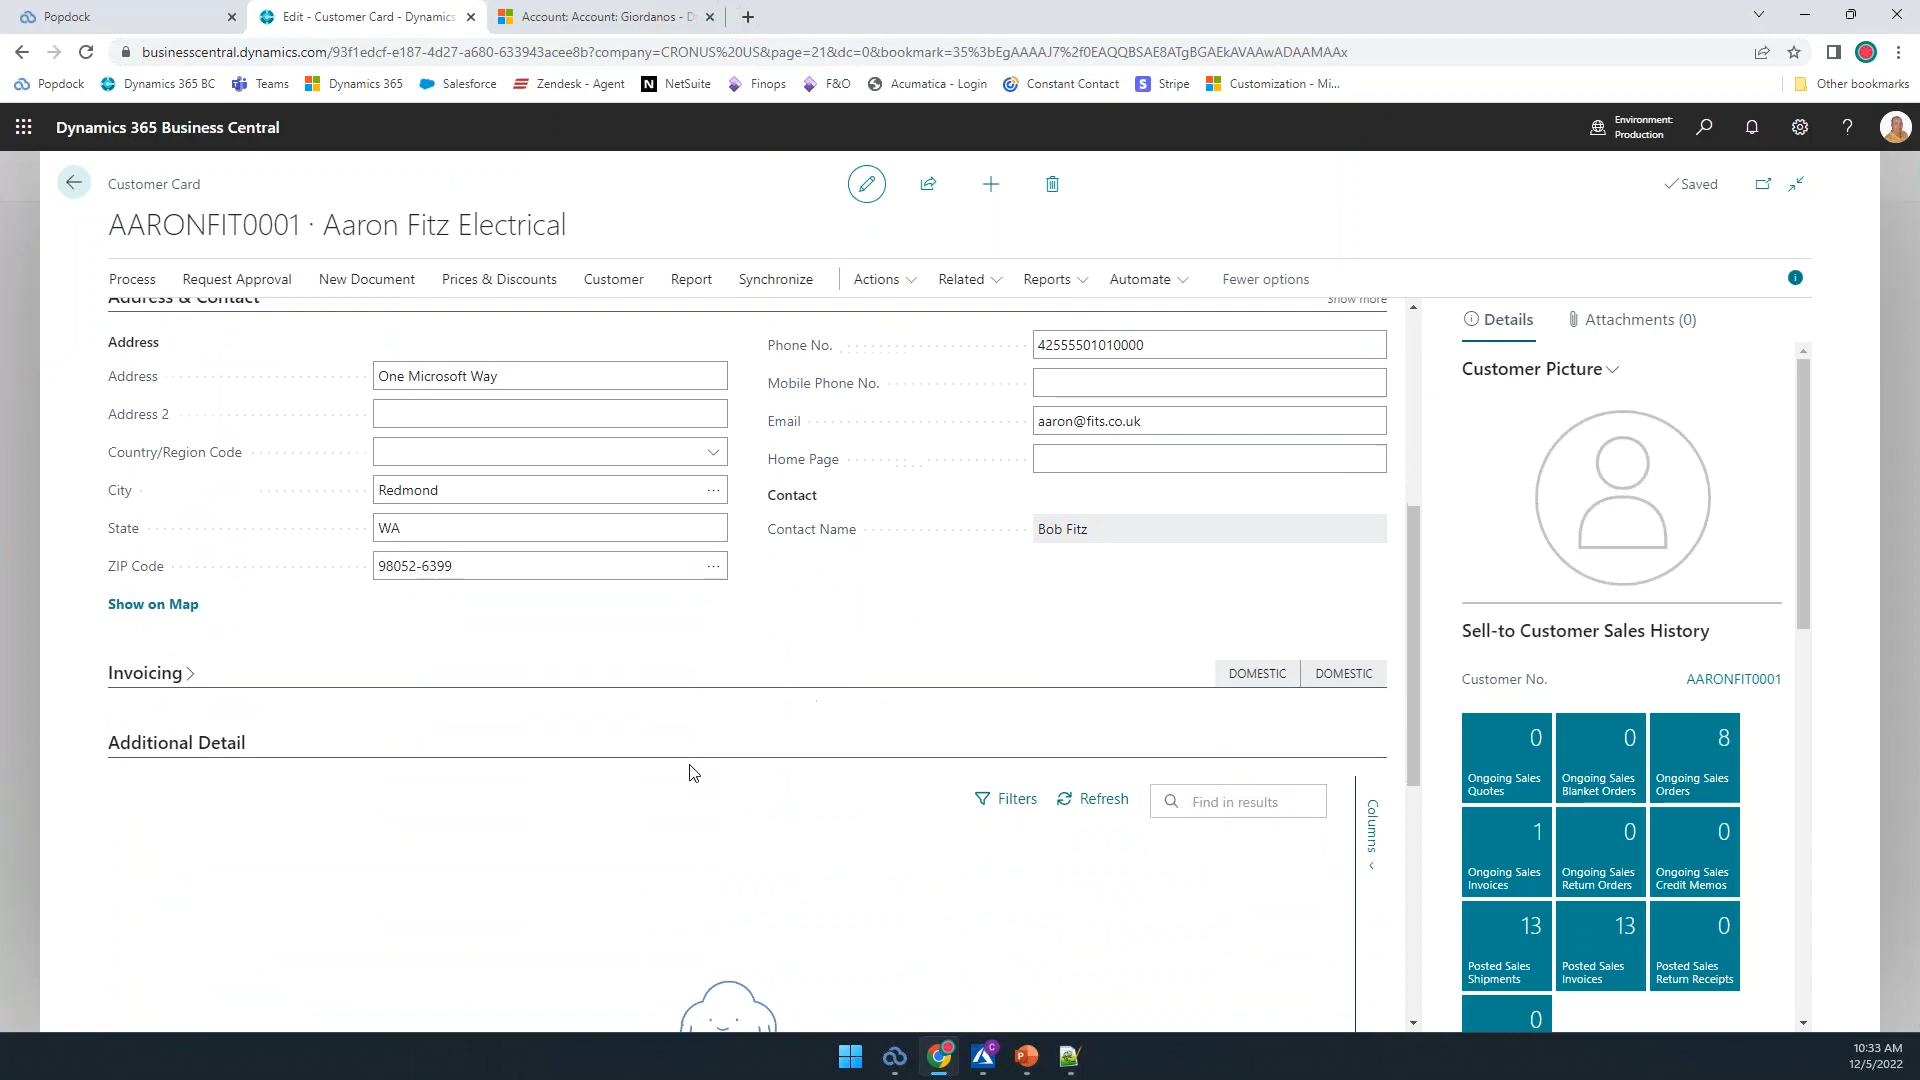 Popdock
Edit - Customer Card - Dynamics
Account: Account: Giordanos - D
businesscentral.dynamics.com/93f1edcf-e187-4d27-a680-633943acee8b?company=CRONUS%20US&page=21&dc=0&bookmark=35%3bEgAAAAJ7%2f0EAQQBSAE8ATgBGAEkAVAAwADAAMAAx
Popdock
Dynamics 365 BC
Teams
Dynamics 365
Salesforce
Zendesk - Agent
NetSuite
Finops
F&O
Acumatica - Login
Constant Contact
Stripe
Customization - Mi...
Other bookmarks
Dynamics 365 Business Central
Environment:
Production
Customer Card
Saved
AARONFIT0001 · Aaron Fitz Electrical
Process
Request Approval
New Document
Prices & Discounts
Customer
Report
Synchronize
Actions
Related
Reports
Automate
Fewer options
Address & Contact
Show more
Address
Address
One Microsoft Way
Address 2
Country/Region Code
City
Redmond
State
WA
ZIP Code
98052-6399
Show on Map
Phone No.
42555501010000
Mobile Phone No.
Email
aaron@fits.co.uk
Home Page
Contact
Contact Name
Bob Fitz
Invoicing
DOMESTIC
DOMESTIC
Additional Detail
Filters
Refresh
Find in results
Columns
Details
Attachments (0)
Customer Picture
Sell-to Customer Sales History
Customer No.
AARONFIT0001
0
Ongoing Sales
Quotes
0
Ongoing Sales
Blanket Orders
8
Ongoing Sales
Orders
1
Ongoing Sales
Invoices
0
Ongoing Sales
Return Orders
0
Ongoing Sales
Credit Memos
13
Posted Sales
Shipments
13
Posted Sales
Invoices
0
Posted Sales
Return Receipts
0
10:33 AM
12/5/2022